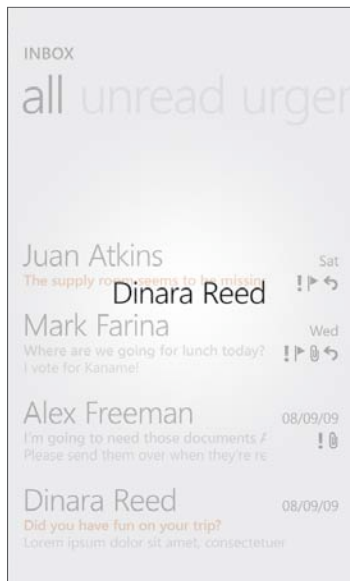 INBOX
all unread urgen
Juan Atkins Sat
The supply room seems to be missin
Dinara Reed
Mark Farina Wed
Where are we going for lunch today?
I vote for Kaname!
Alex Freeman 08/09/09
I'm going to need those documents A
Please send them over when they're re
Dinara Reed 08/09/09
Did you have fun on your trip?
Lorem ipsum dolor sit amet, consectetuer